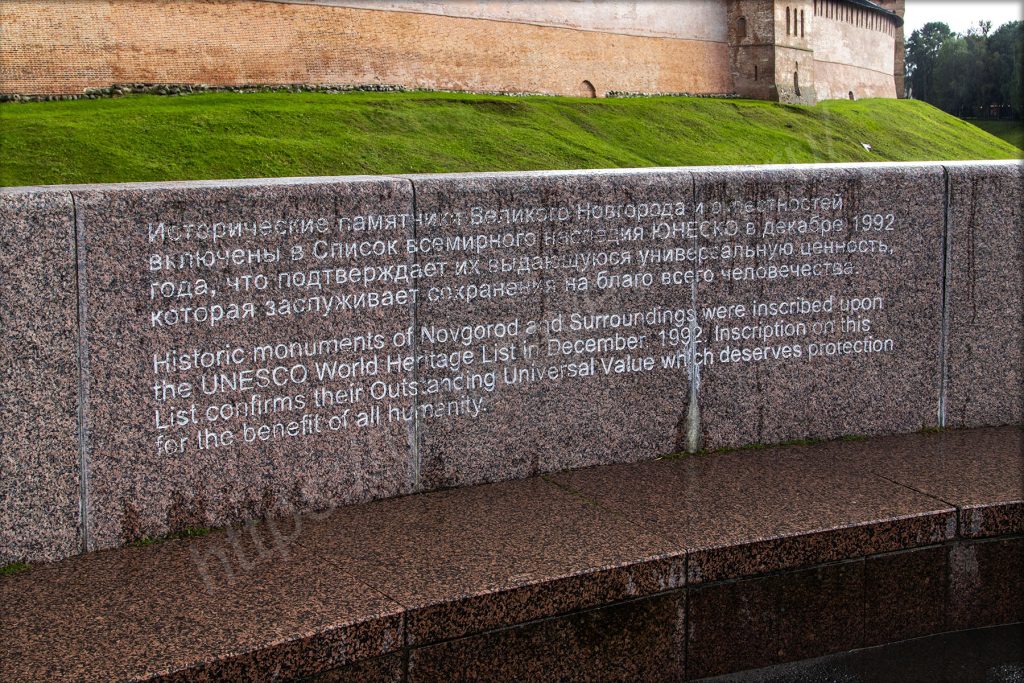 Исторические памятники Великого Новгорода и окрестностей
включены в Список всемирного наследия ЮНЕСКО в декабре 1992
года, что подтверждает их выдающуюся универсальную ценность,
которая заслуживает сохранения на благо всего человечества.
Historic monuments of Novgorod and Surroundings were inscribed upon
the UNESCO World Heritage List in December 1992. Inscription on this
List confirms their Outstanding Universal Value which deserves protection
for the benefit of all humanity.